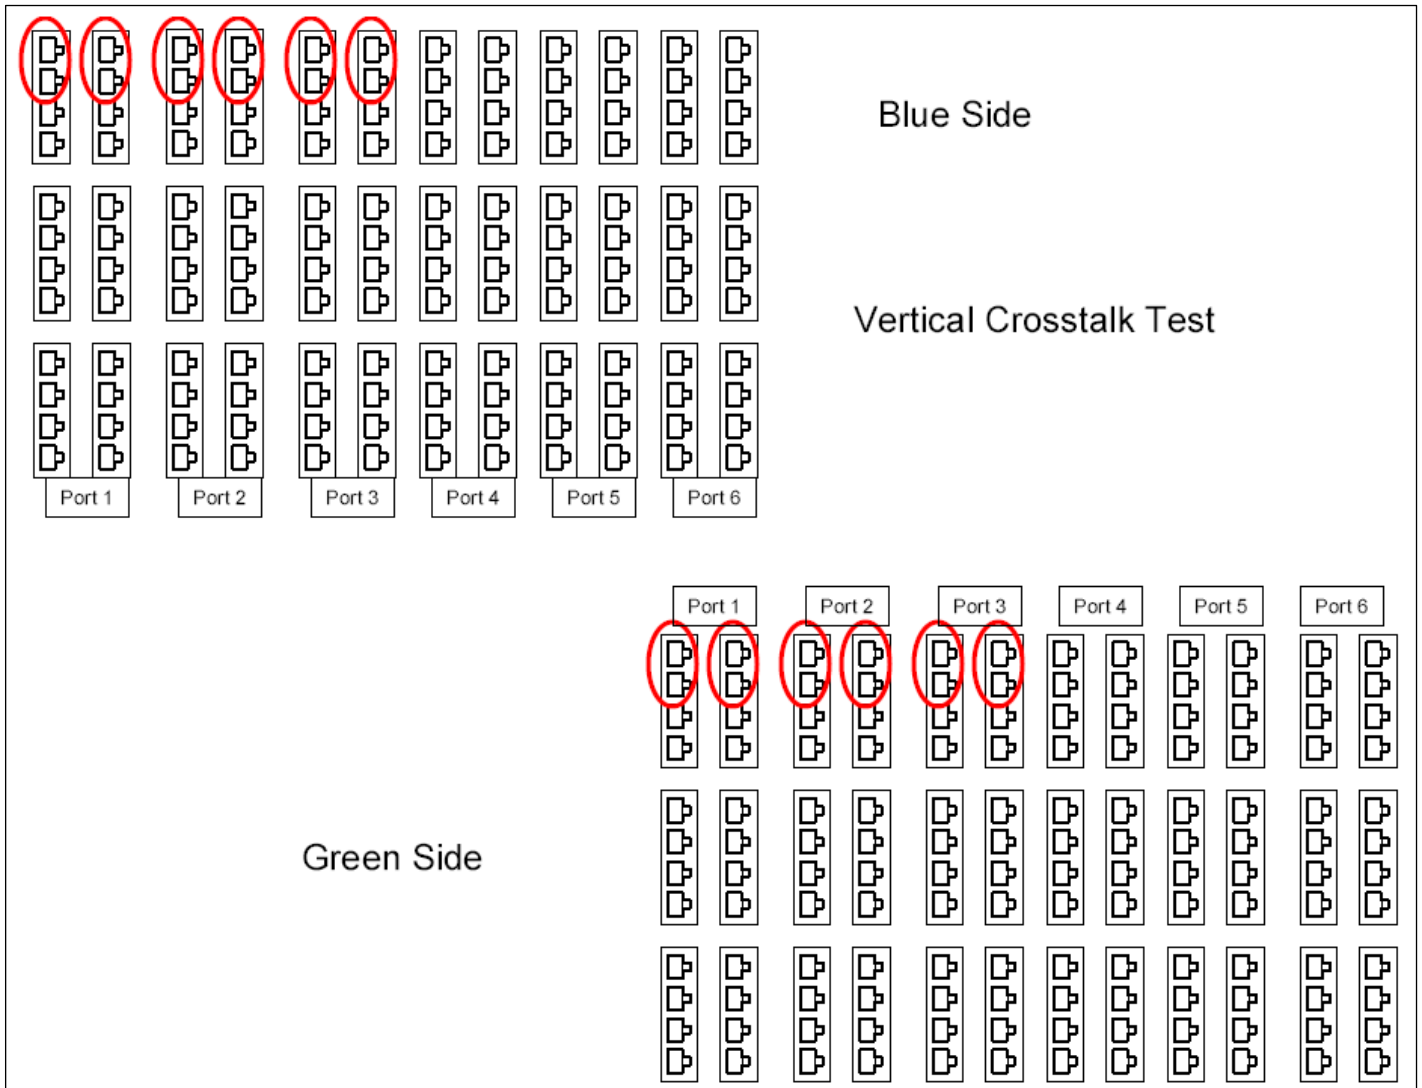 Blue Side
Vertical Crosstalk Test
Port 1 Port 2 Port 3 Port 4 Port 5 Port 6
Port 1 Port 2 Port 3 Port 4 Port 5 Port 6
Green Side